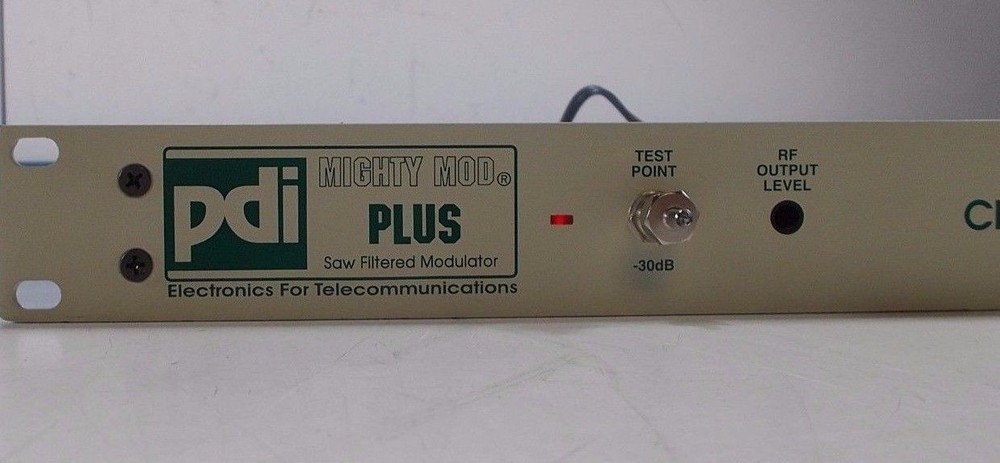 pdi
MIGHTY MOD®
PLUS
Saw Filtered Modulator
Electronics For Telecommunications
TEST
POINT
-30dB
RF
OUTPUT
LEVEL